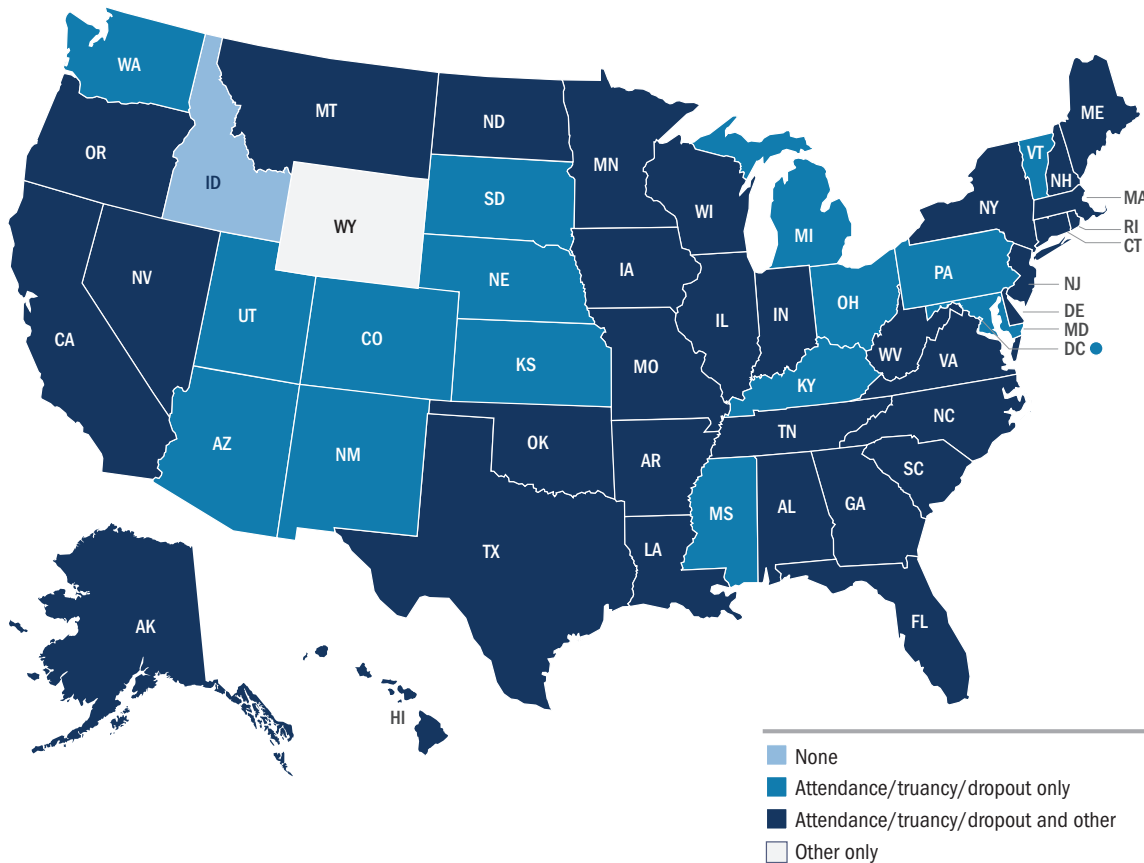 WA
MT
ND
ME
OR
MN
VT
ID
NH
SD
WI
NY
MA
WY
MI
RI
CT
IA
PA
NE
NV
NJ
OH
IL
IN
DE
UT
MD
CO
DC
CA
WV
VA
KS
MO
KY
NC
TN
OK
AZ
NM
AR
SC
MS
AL
GA
TX
LA
FL
AK
HI
None
Attendance/truancy/dropout only
Attendance/truancy/dropout and other
Other only